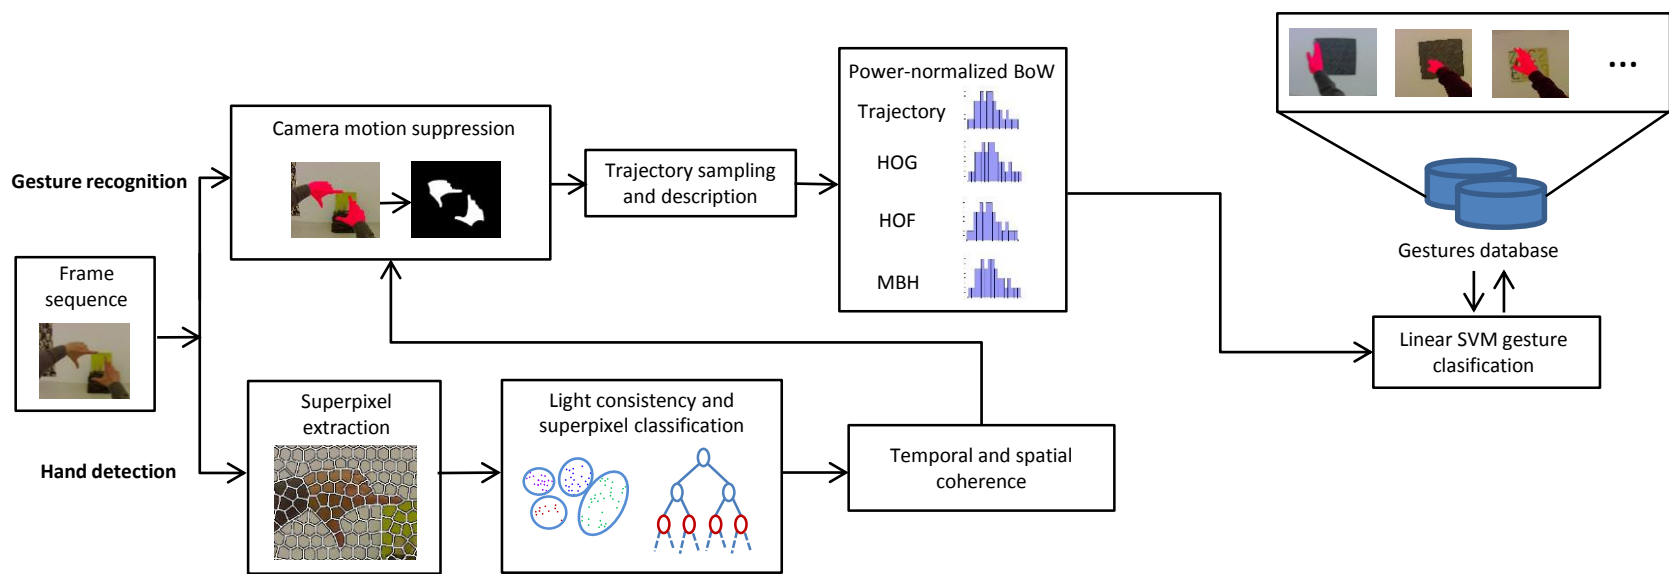 Gesture recognition
Frame
sequence
Hand detection
Camera motion suppression
Trajectory sampling
and description
Power-normalized BoW
Trajectory
HOG
HOF
MBH
Superpixel
extraction
Light consistency and
superpixel classification
Temporal and spatial
coherence
...
Gestures database
Linear SVM gesture
clasification